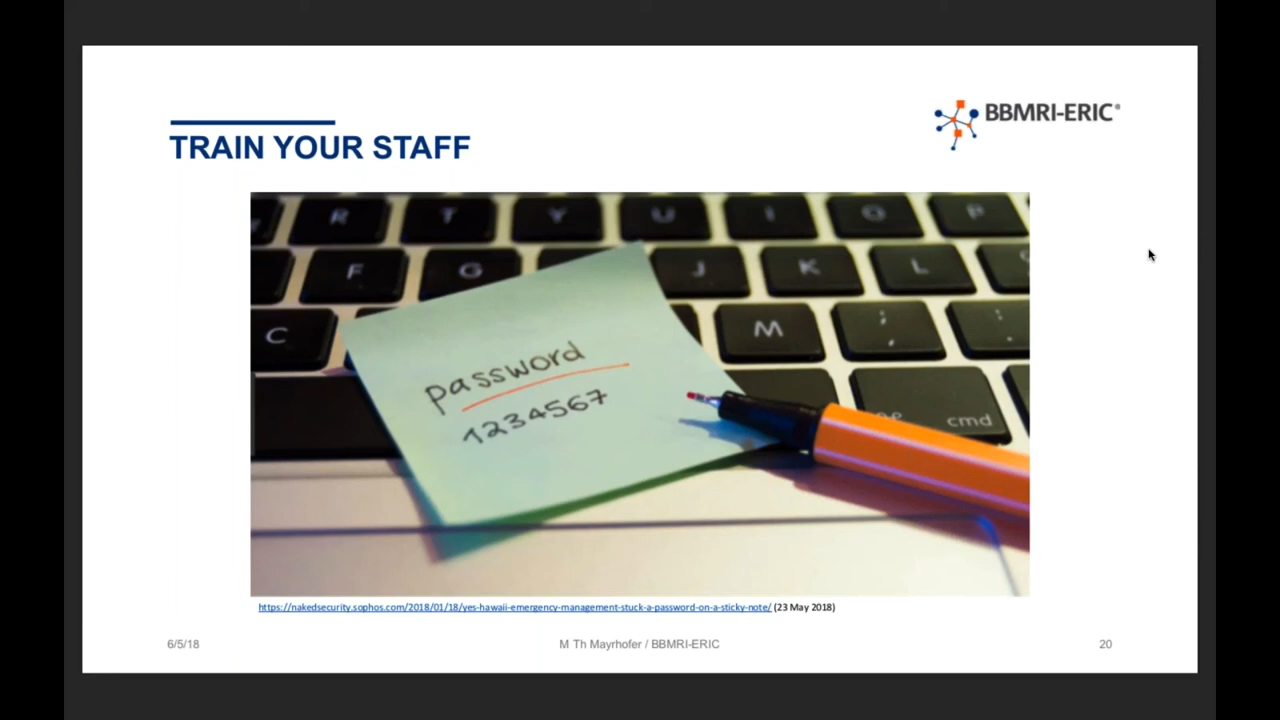 BBMRI-ERIC®
TRAIN YOUR STAFF
R T Y U I O P
F G J K L
C M ; :
cmd
password
1234567
https://nakedsecurity.sophos.com/2018/01/18/yes-hawaii-emergency-management-stuck-a-password-on-a-sticky-note/ (23 May 2018)
6/5/18 M Th Mayrhofer / BBMRI-ERIC 20